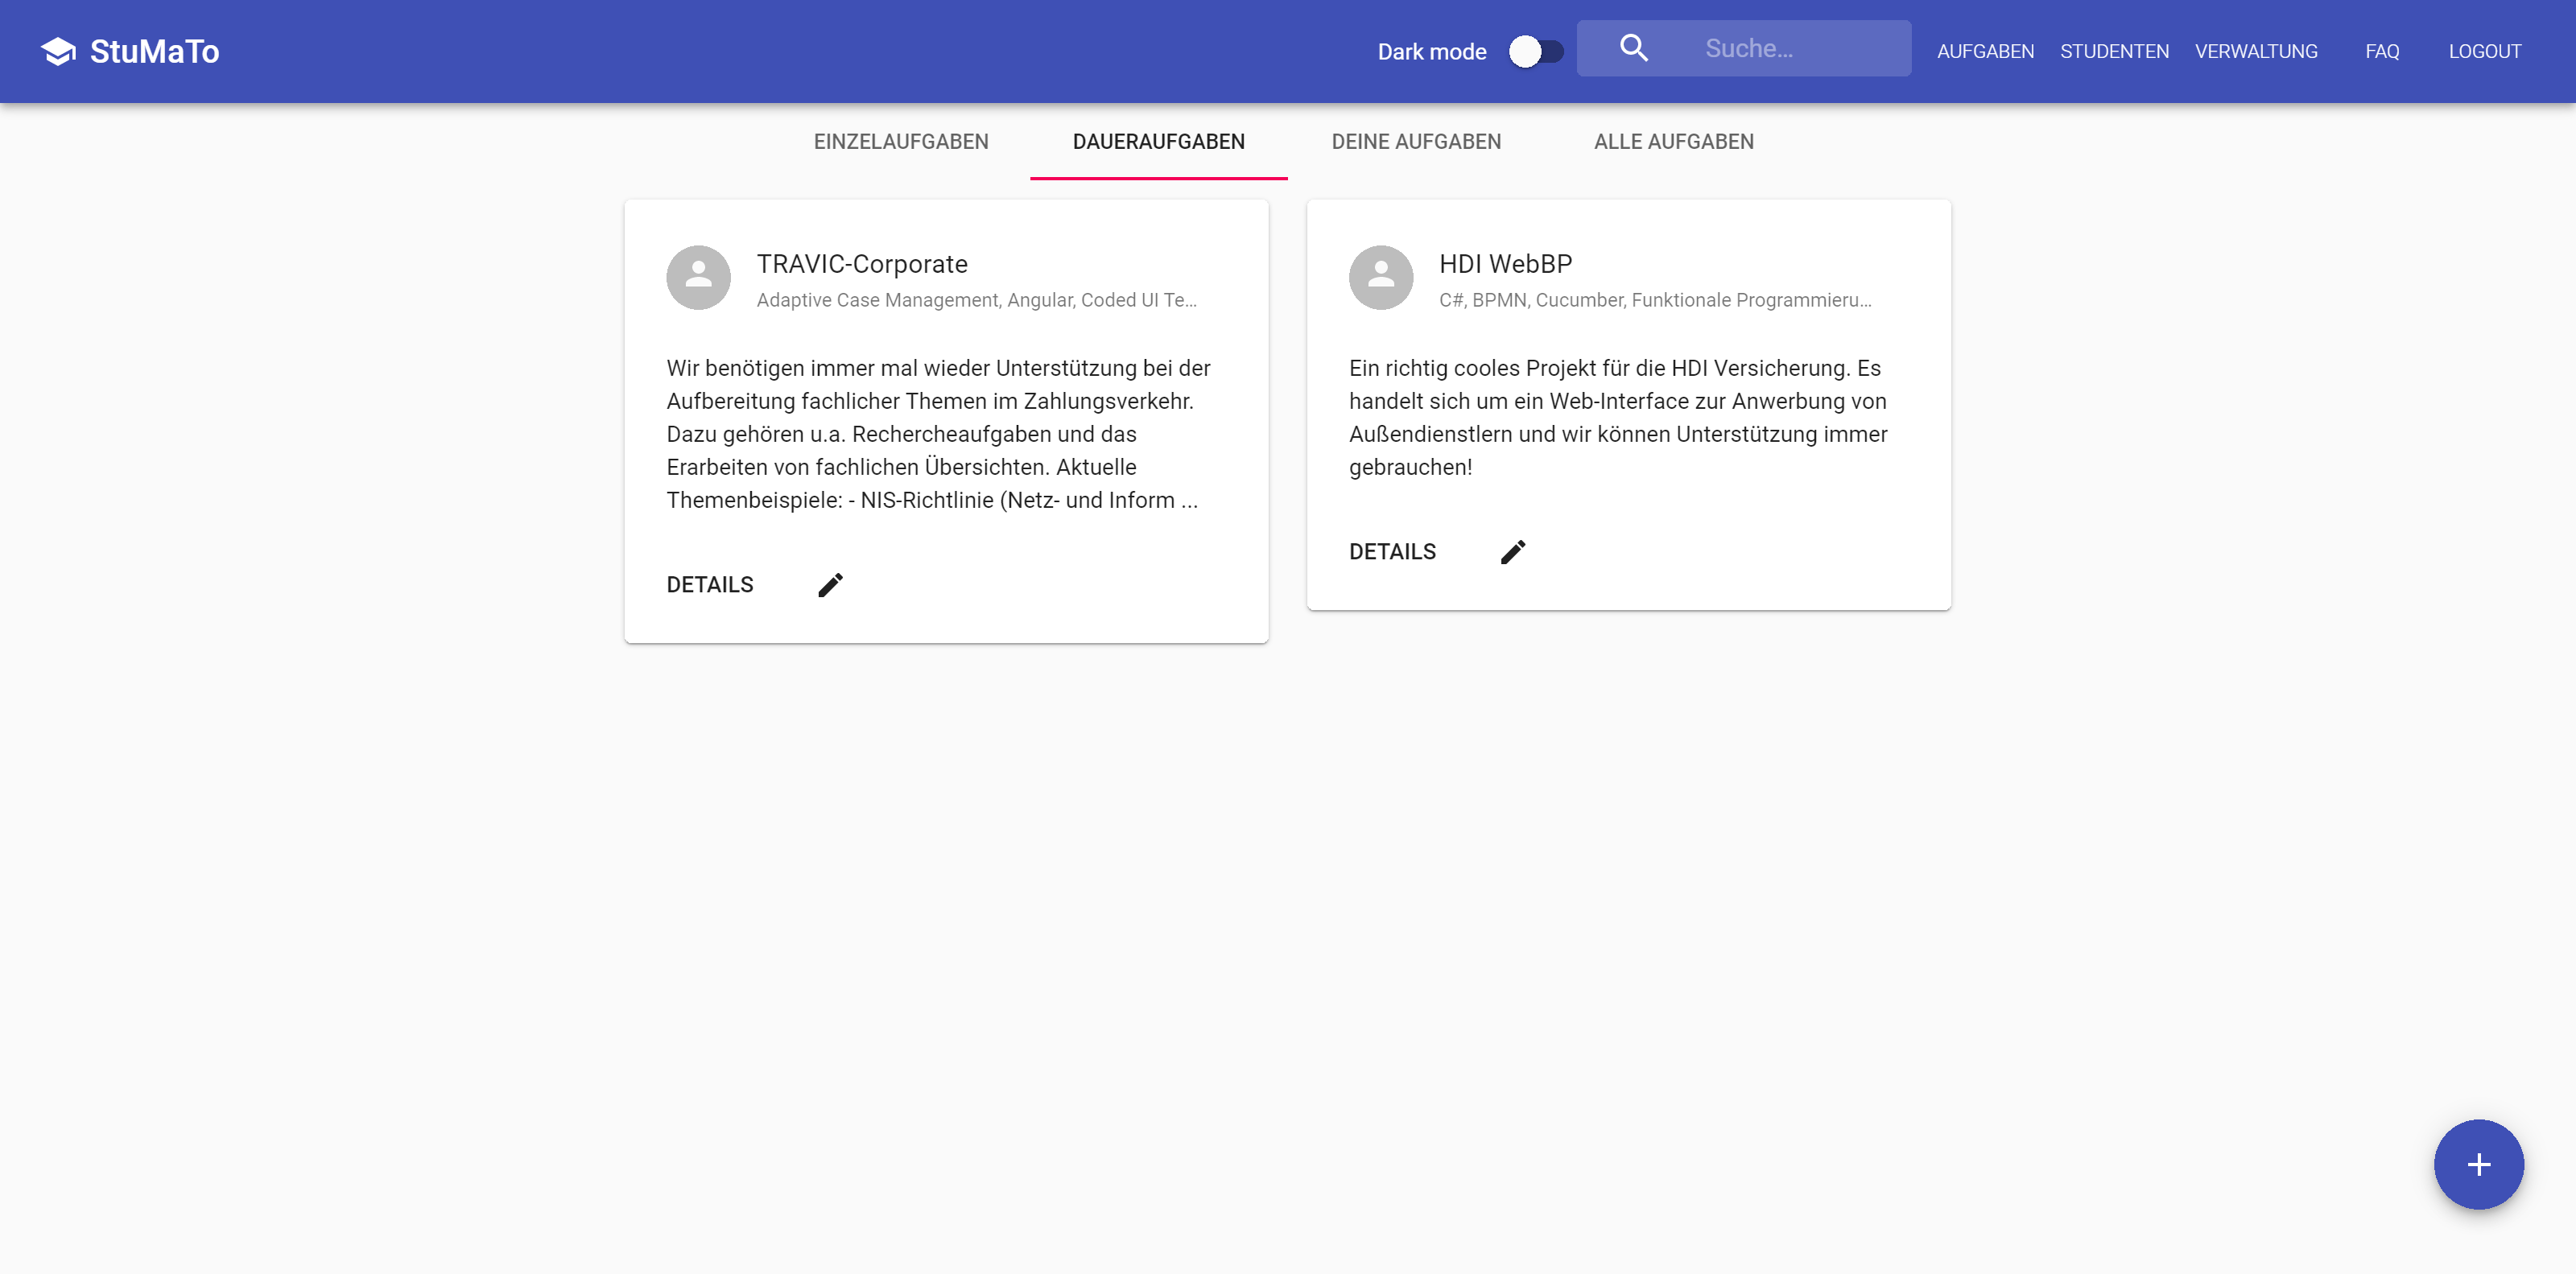 StuMaTo
Dark mode
Suche...
AUFGABEN
STUDENTEN
VERWALTUNG
FAQ
LOGOUT
EINZELAUFGABEN
DAUERAUFGABEN
DEINE AUFGABEN
ALLE AUFGABEN
TRAVIC-Corporate
Adaptive Case Management, Angular, Coded UI Te...
Wir benötigen immer mal wieder Unterstützung bei der
Aufbereitung fachlicher Themen im Zahlungsverkehr.
Dazu gehören u.a. Rechercheaufgaben und das
Erarbeiten von fachlichen Übersichten. Aktuelle
Themenbeispiele: - NIS-Richtlinie (Netz- und Inform ...
DETAILS
HDI WebBP
C#, BPMN, Cucumber, Funktionale Programmieru...
Ein richtig cooles Projekt für die HDI Versicherung. Es
handelt sich um ein Web-Interface zur Anwerbung von
Außendienstlern und wir können Unterstützung immer
gebrauchen!
DETAILS